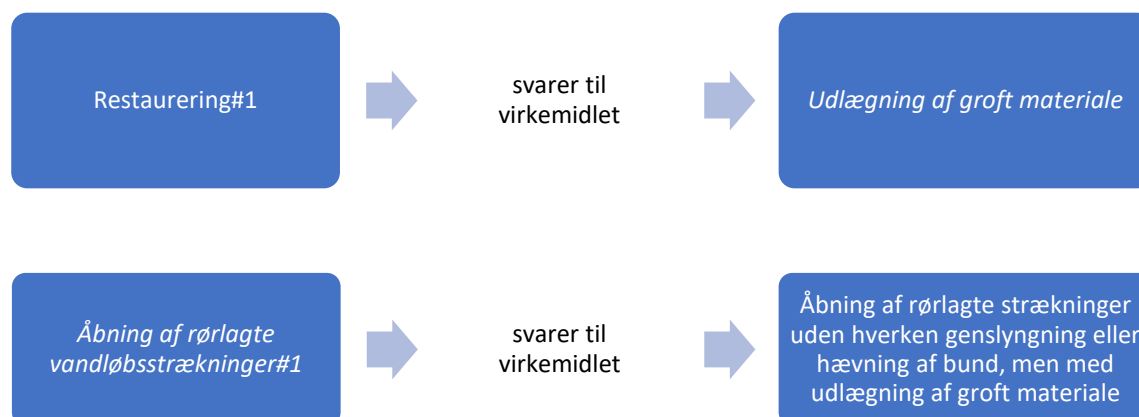 Restaurering#1
svarer til
virkemidlet
Udlægning af groft materiale
Åbning af rørlagte
vandløbsstrækninger#1
svarer til
virkemidlet
Åbning af rørlagte strækninger
uden hverken genslyngning eller
hævning af bund, men med
udlægning af groft materiale